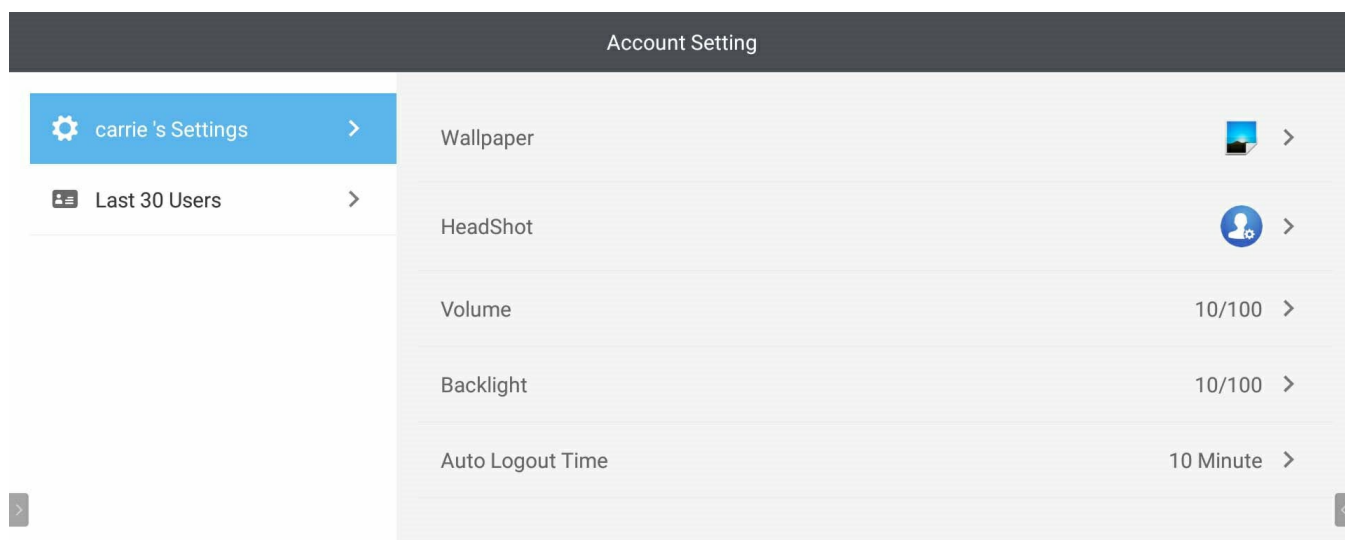 Account Setting
carrie 's Settings
Last 30 Users
Wallpaper
HeadShot
Volume 10/100
Backlight 10/100
Auto Logout Time 10 Minute